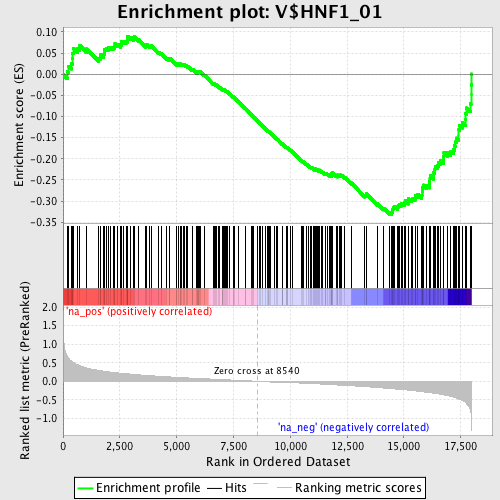 Enrichment plot: V$HNF1_01
Enrichment score (ES)
0.10
0.05
0.00
-0.05
-0.10
-0.15
-0.20
-0.25
-0.30
-0.35
'na_pos' (positively correlated)
Ranked list metric (PreRanked)
2.0
1.5
1.0
0.5
0.0
-0.5
-1.0
Zero cross at 8540
'na_neg' (negatively correlated)
0
2,500
5,000
7,500
10,000
12,500
15,000
17,500
Rank in Ordered Dataset
Enrichment profile
Hits
Ranking metric scores